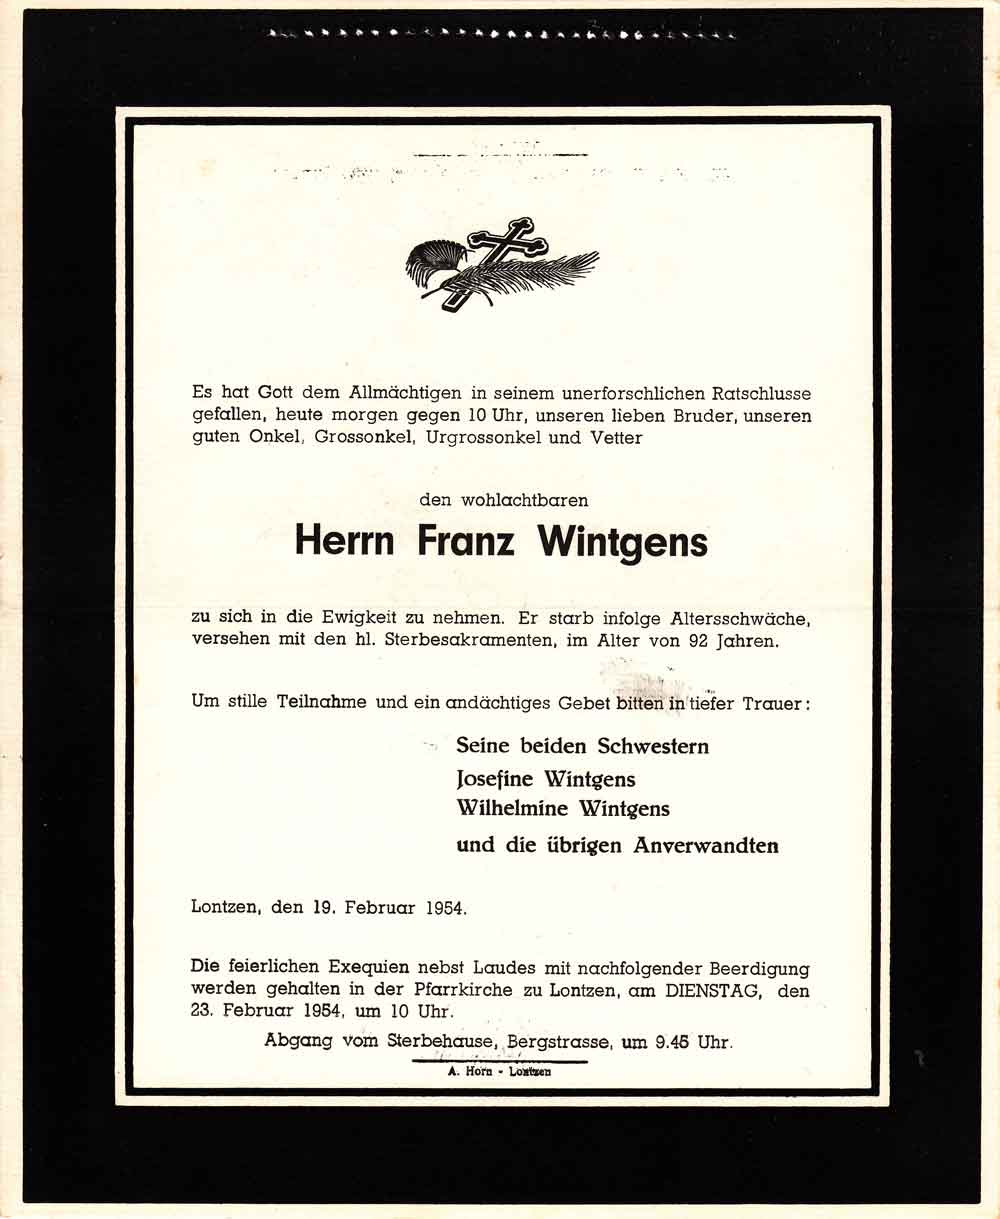 Es hat Gott dem Allmächtigen in seinem unerforschlichen Ratschlusse
gefallen, heute morgen gegen 10 Uhr, unseren lieben Bruder, unseren
guten Onkel, Grossonkel, Urgrossonkel und Vetter
den wohlachtbaren
Herrn Franz Wintgens
zu sich in die Ewigkeit zu nehmen. Er starb infolge Altersschwäche,
versehen mit den hl. Sterbesakramenten, im Alter von 92 Jahren.
Um stille Teilnahme und ein andächtiges Gebet bitten in tiefer Trauer:
Seine beiden Schwestern
Josefine Wintgens
Wilhelmine Wintgens
und die übrigen Anverwandten
Lontzen, den 19. Februar 1954.
Die feierlichen Exequien nebst Laudes mit nachfolgender Beerdigung
werden gehalten in der Pfarrkirche zu Lontzen, am DIENSTAG, den
23. Februar 1954, um 10 Uhr.
Abgang vom Sterbehause, Bergstrasse, um 9.45 Uhr.
A. Horn - Lontzen